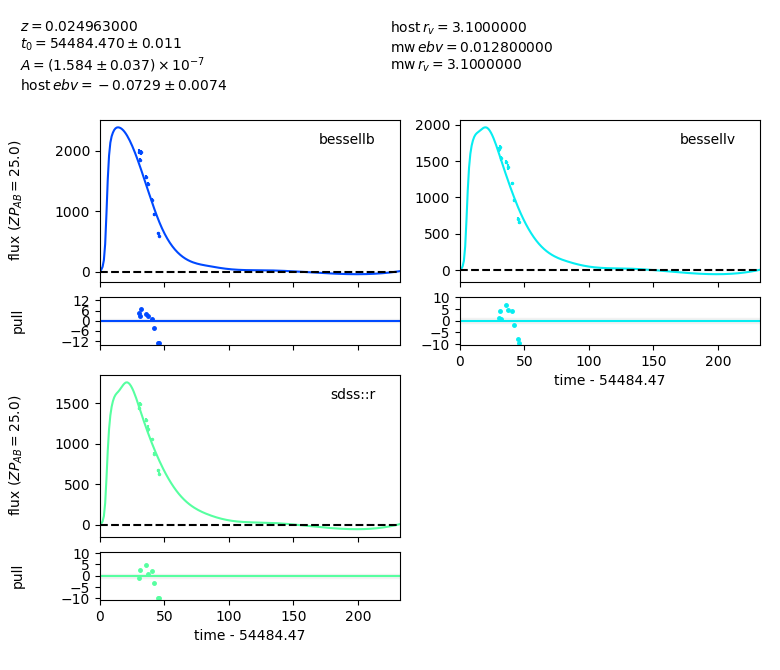 z = 0.024963000
t₀ = 54484.470 ± 0.011
A = (1.584 ± 0.037) × 10⁻⁷
host ebv = −0.0729 ± 0.0074
host r_v = 3.1000000
mw ebv = 0.012800000
mw r_v = 3.1000000
flux (ZP_AB = 25.0)
2000
1000
0
bessellb
2000
1500
1000
500
0
bessellv
pull
12
6
0
−6
−12
10
5
0
−5
−10
0
50
100
150
200
time - 54484.47
flux (ZP_AB = 25.0)
1500
1000
500
0
sdss::r
pull
10
5
0
−5
−10
0
50
100
150
200
time - 54484.47